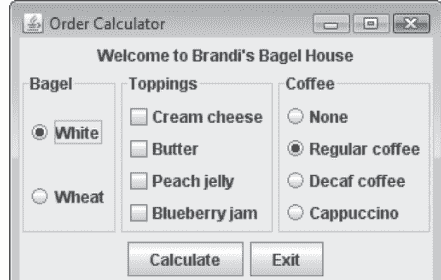 Order Calculator
Welcome to Brandi's Bagel House
Bagel
White
Wheat
Toppings
Cream cheese
Butter
Peach jelly
Blueberry jam
Coffee
None
Regular coffee
Decaf coffee
Cappuccino
Calculate
Exit